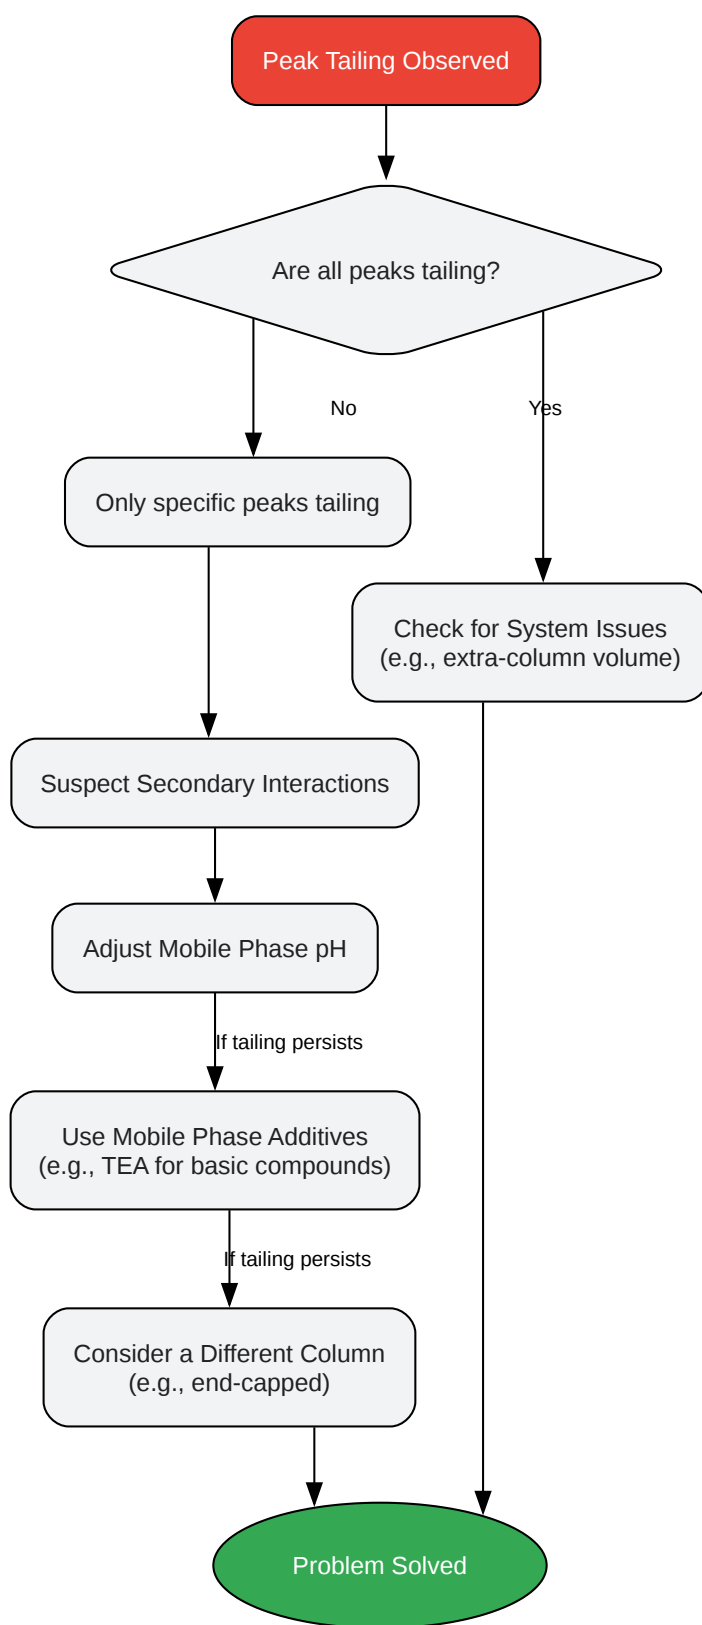 Peak Tailing Observed
Are all peaks tailing?
No
Yes
Only specific peaks tailing
Check for System Issues
(e.g., extra-column volume)
Suspect Secondary Interactions
Adjust Mobile Phase pH
If tailing persists
Use Mobile Phase Additives
(e.g., TEA for basic compounds)
If tailing persists
Consider a Different Column
(e.g., end-capped)
Problem Solved